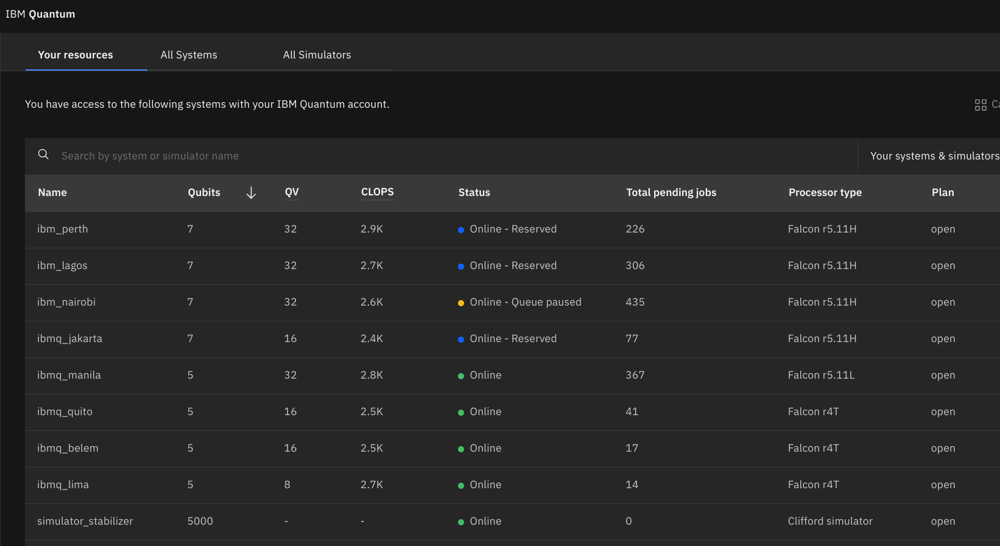 IBM Quantum
Your resources All Systems All Simulators
You have access to the following systems with your IBM Quantum account.
Search by system or simulator name Your systems & simulators
Name Qubits QV CLOPS Status Total pending jobs Processor type Plan
ibm_perth 7 32 2.9K Online - Reserved 226 Falcon r5.11H open
ibm_lagos 7 32 2.7K Online - Reserved 306 Falcon r5.11H open
ibm_nairobi 7 32 2.6K Online - Queue paused 435 Falcon r5.11H open
ibmq_jakarta 7 16 2.4K Online - Reserved 77 Falcon r5.11H open
ibmq_manila 5 32 2.8K Online 367 Falcon r5.11L open
ibmq_quito 5 16 2.5K Online 41 Falcon r4T open
ibmq_belem 5 16 2.5K Online 17 Falcon r4T open
ibmq_lima 5 8 2.7K Online 14 Falcon r4T open
simulator_stabilizer 5000 - - Online 0 Clifford simulator open